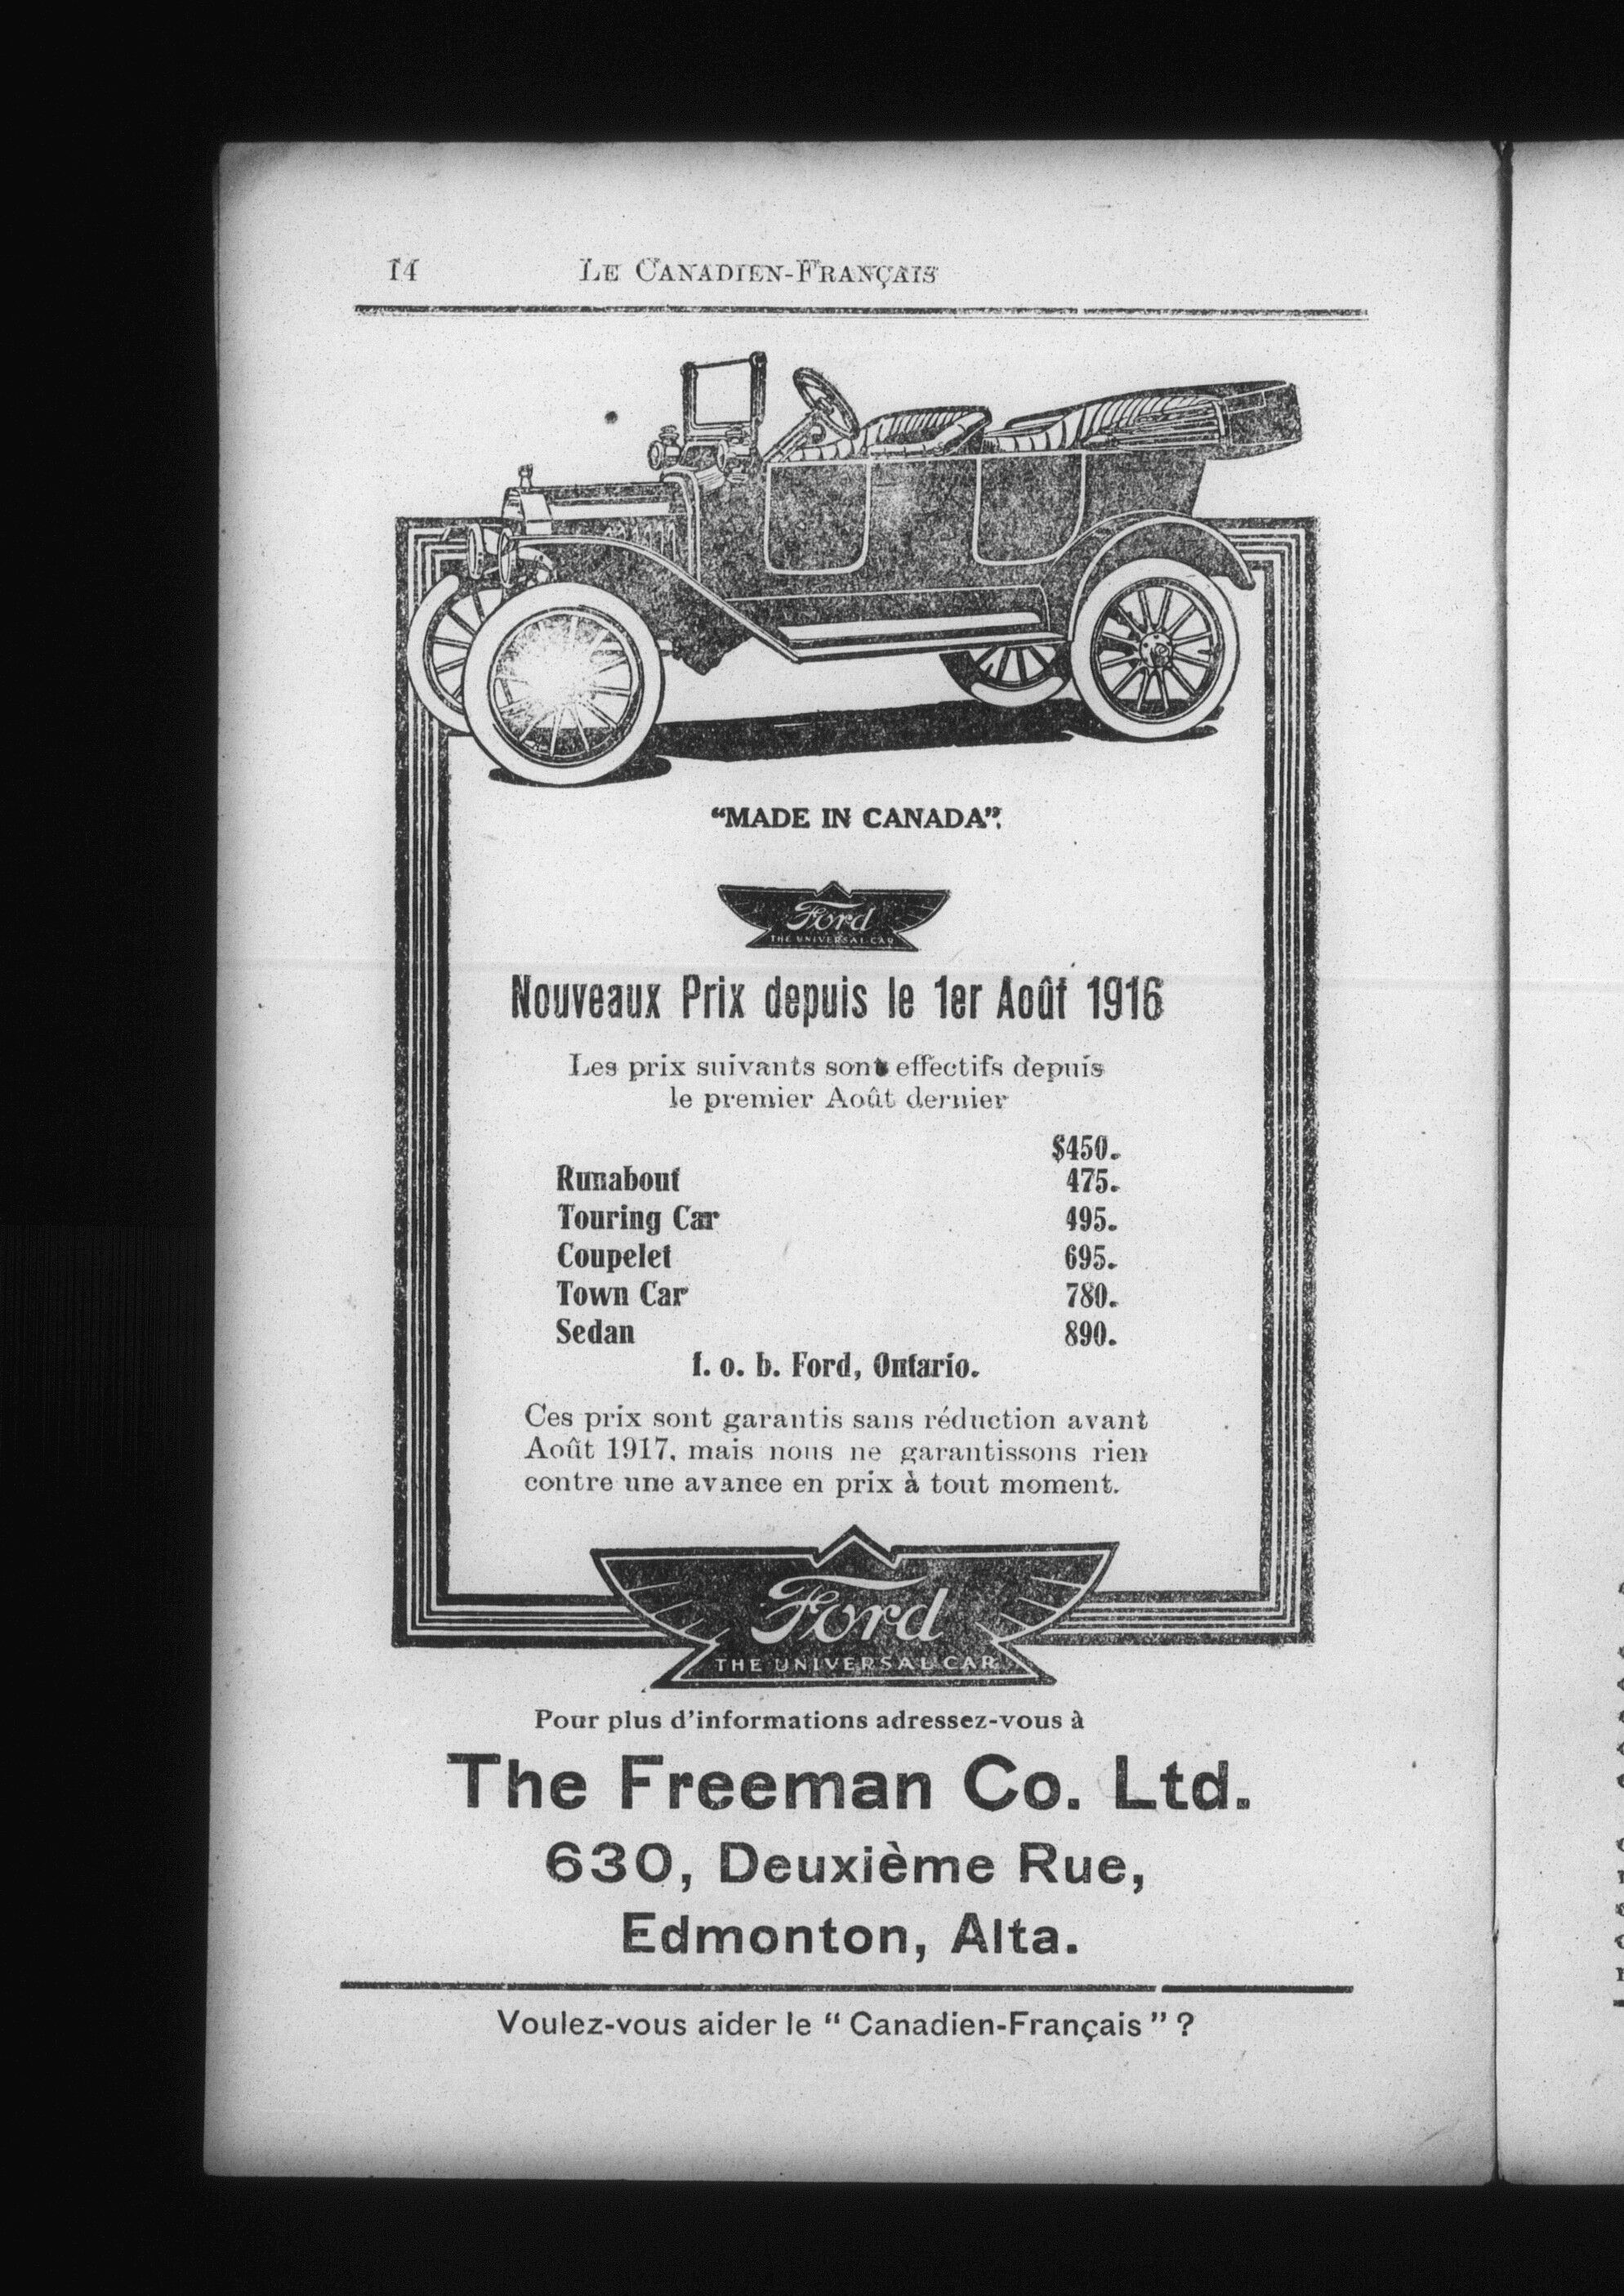 14 LE CANADIEN-FRANÇAIS
“MADE IN CANADA”.
Ford
THE UNIVERSAL CAR
Nouveaux Prix depuis le 1er Août 1916
Les prix suivants sont effectifs depuis
le premier Août dernier
$450.
Runabout 475.
Touring Car 495.
Coupelet 695.
Town Car 780.
Sedan 890.
f. o. b. Ford, Ontario.
Ces prix sont garantis sans réduction avant
Août 1917, mais nous ne garantissons rien
contre une avance en prix à tout moment.
Ford
THE UNIVERSAL CAR
Pour plus d’informations adressez-vous à
The Freeman Co. Ltd.
630, Deuxième Rue,
Edmonton, Alta.
Voulez-vous aider le “ Canadien-Français ” ?